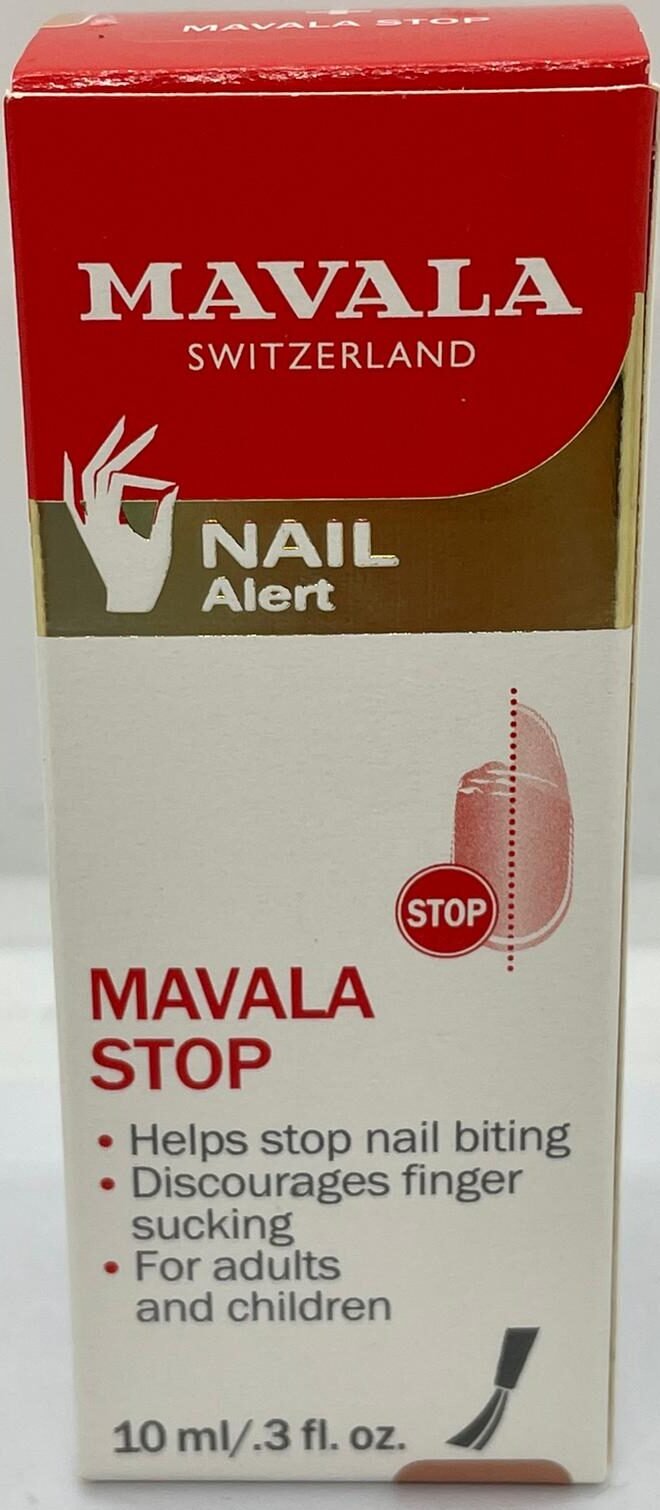 MAVALA STOP
MAVALA
SWITZERLAND
NAIL
Alert
STOP
MAVALA
STOP
• Helps stop nail biting
• Discourages finger
sucking
• For adults
and children
10 ml/.3 fl. oz.